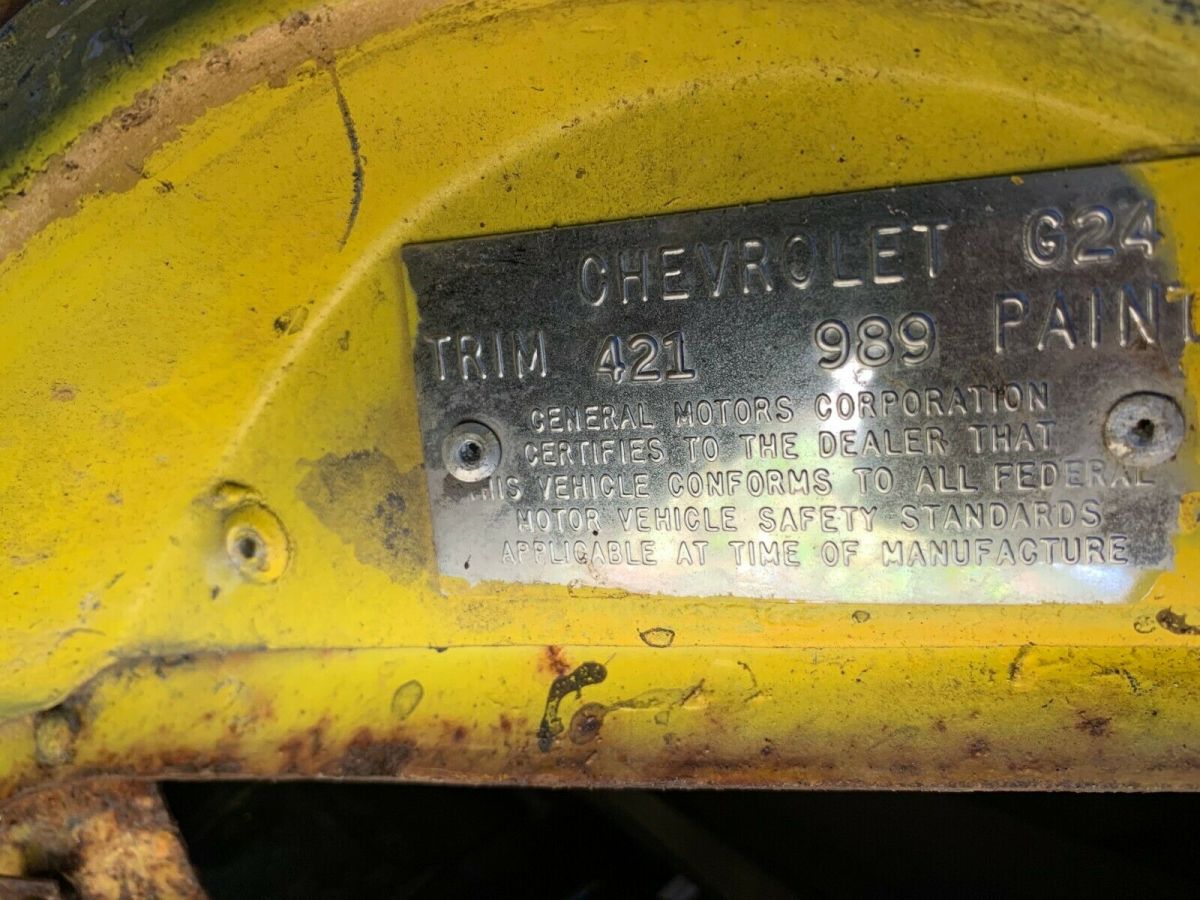 CHEVROLET G24
TRIM 421 989 PAINT
GENERAL MOTORS CORPORATION
CERTIFIES TO THE DEALER THAT
THIS VEHICLE CONFORMS TO ALL FEDERAL
MOTOR VEHICLE SAFETY STANDARDS
APPLICABLE AT TIME OF MANUFACTURE